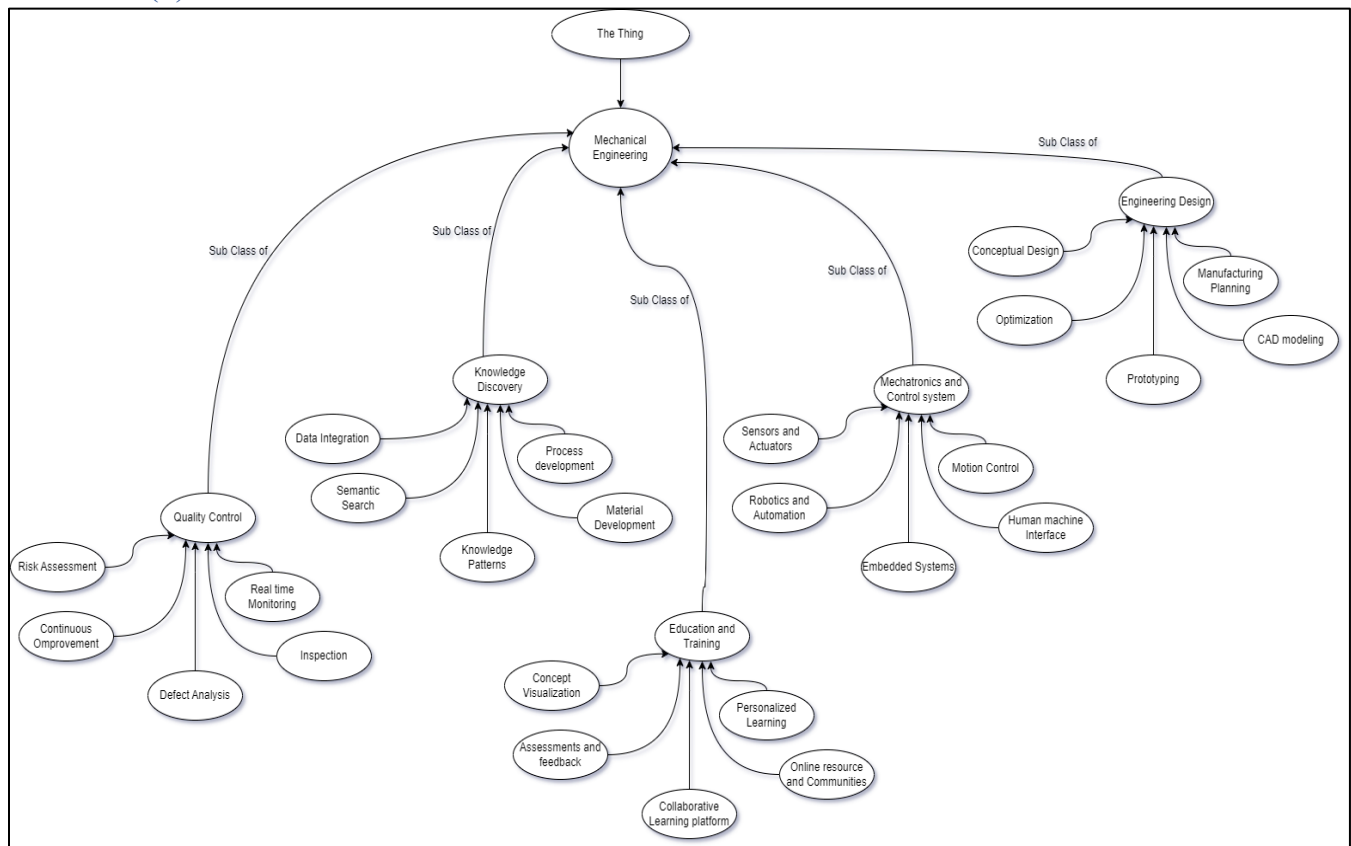 The Thing
Mechanical
Engineering
Sub Class of
Sub Class of
Sub Class of
Sub Class of
Sub Class of
Engineering Design
Conceptual Design
Manufacturing
Planning
Optimization
CAD modeling
Prototyping
Knowledge
Discovery
Data Integration
Process
development
Semantic
Search
Material
Development
Knowledge
Patterns
Mechatronics and
Control system
Sensors and
Actuators
Motion Control
Robotics and
Automation
Human machine
Interface
Embedded Systems
Quality Control
Risk Assessment
Real time
Monitoring
Continuous
Omprovement
Inspection
Defect Analysis
Education and
Training
Concept
Visualization
Personalized
Learning
Assessments and
feedback
Online resource
and Communities
Collaborative
Learning platform